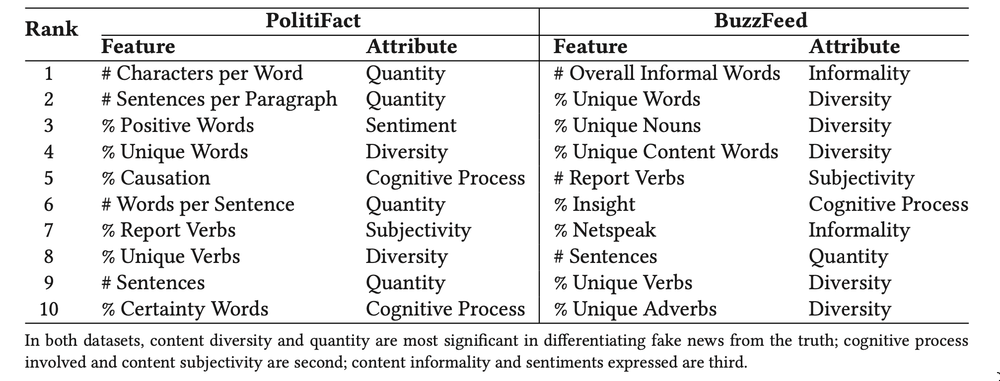 Rank PolitiFact BuzzFeed
Feature Attribute Feature Attribute
1 # Characters per Word Quantity # Overall Informal Words Informality
2 # Sentences per Paragraph Quantity % Unique Words Diversity
3 % Positive Words Sentiment % Unique Nouns Diversity
4 % Unique Words Diversity % Unique Content Words Diversity
5 % Causation Cognitive Process # Report Verbs Subjectivity
6 # Words per Sentence Quantity % Insight Cognitive Process
7 % Report Verbs Subjectivity % Netspeak Informality
8 % Unique Verbs Diversity # Sentences Quantity
9 # Sentences Quantity % Unique Verbs Diversity
10 % Certainty Words Cognitive Process % Unique Adverbs Diversity
In both datasets, content diversity and quantity are most significant in differentiating fake news from the truth; cognitive process
involved and content subjectivity are second; content informality and sentiments expressed are third.